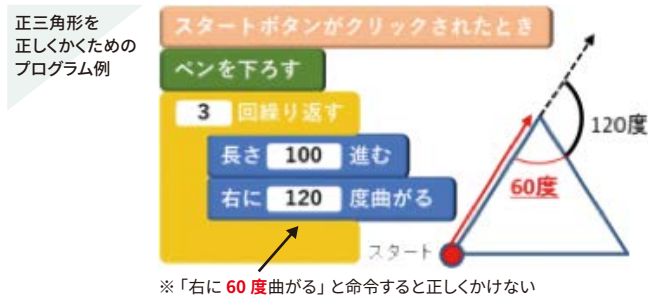 正三角形を
正しくかくための
プログラム例
スタートボタンがクリックされたとき
ペンを下ろす
3 回繰り返す
長さ 100 進む
右に 120 度曲がる
120度
60度
スタート
※「右に 60 度曲がる」と命令すると正しくかけない